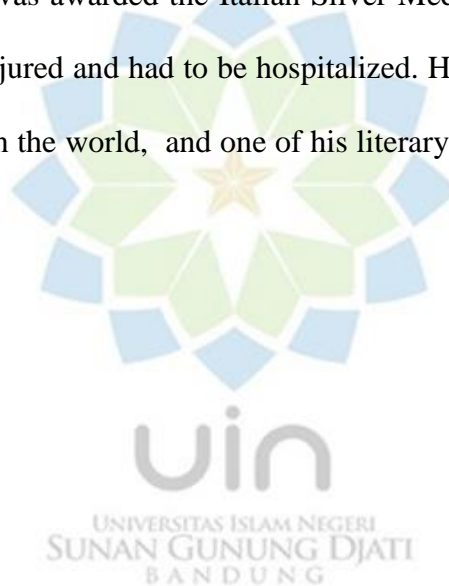 was awarded the Italian Silver Med
jured and had to be hospitalized. H
n the world, and one of his literary
uin
UNIVERSITAS ISLAM NEGERI
SUNAN GUNUNG DJATI
BANDUNG